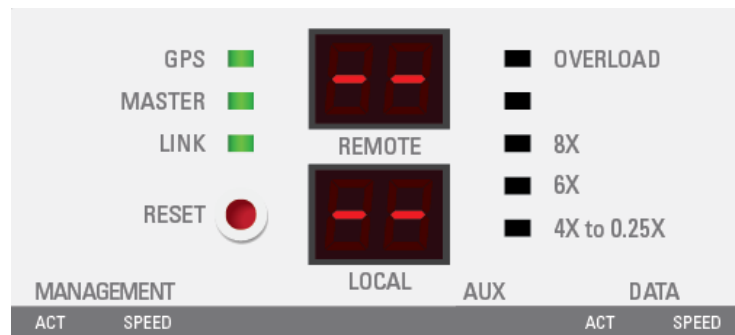 GPS
MASTER
LINK
RESET
-- 
REMOTE
--
LOCAL
OVERLOAD
8X
6X
4X to 0.25X
MANAGEMENT
AUX
DATA
ACT SPEED
ACT SPEED